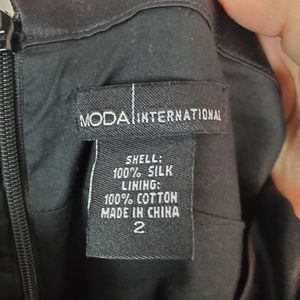 MODA INTERNATIONAL
SHELL:
100% SILK
LINING:
100% COTTON
MADE IN CHINA
2